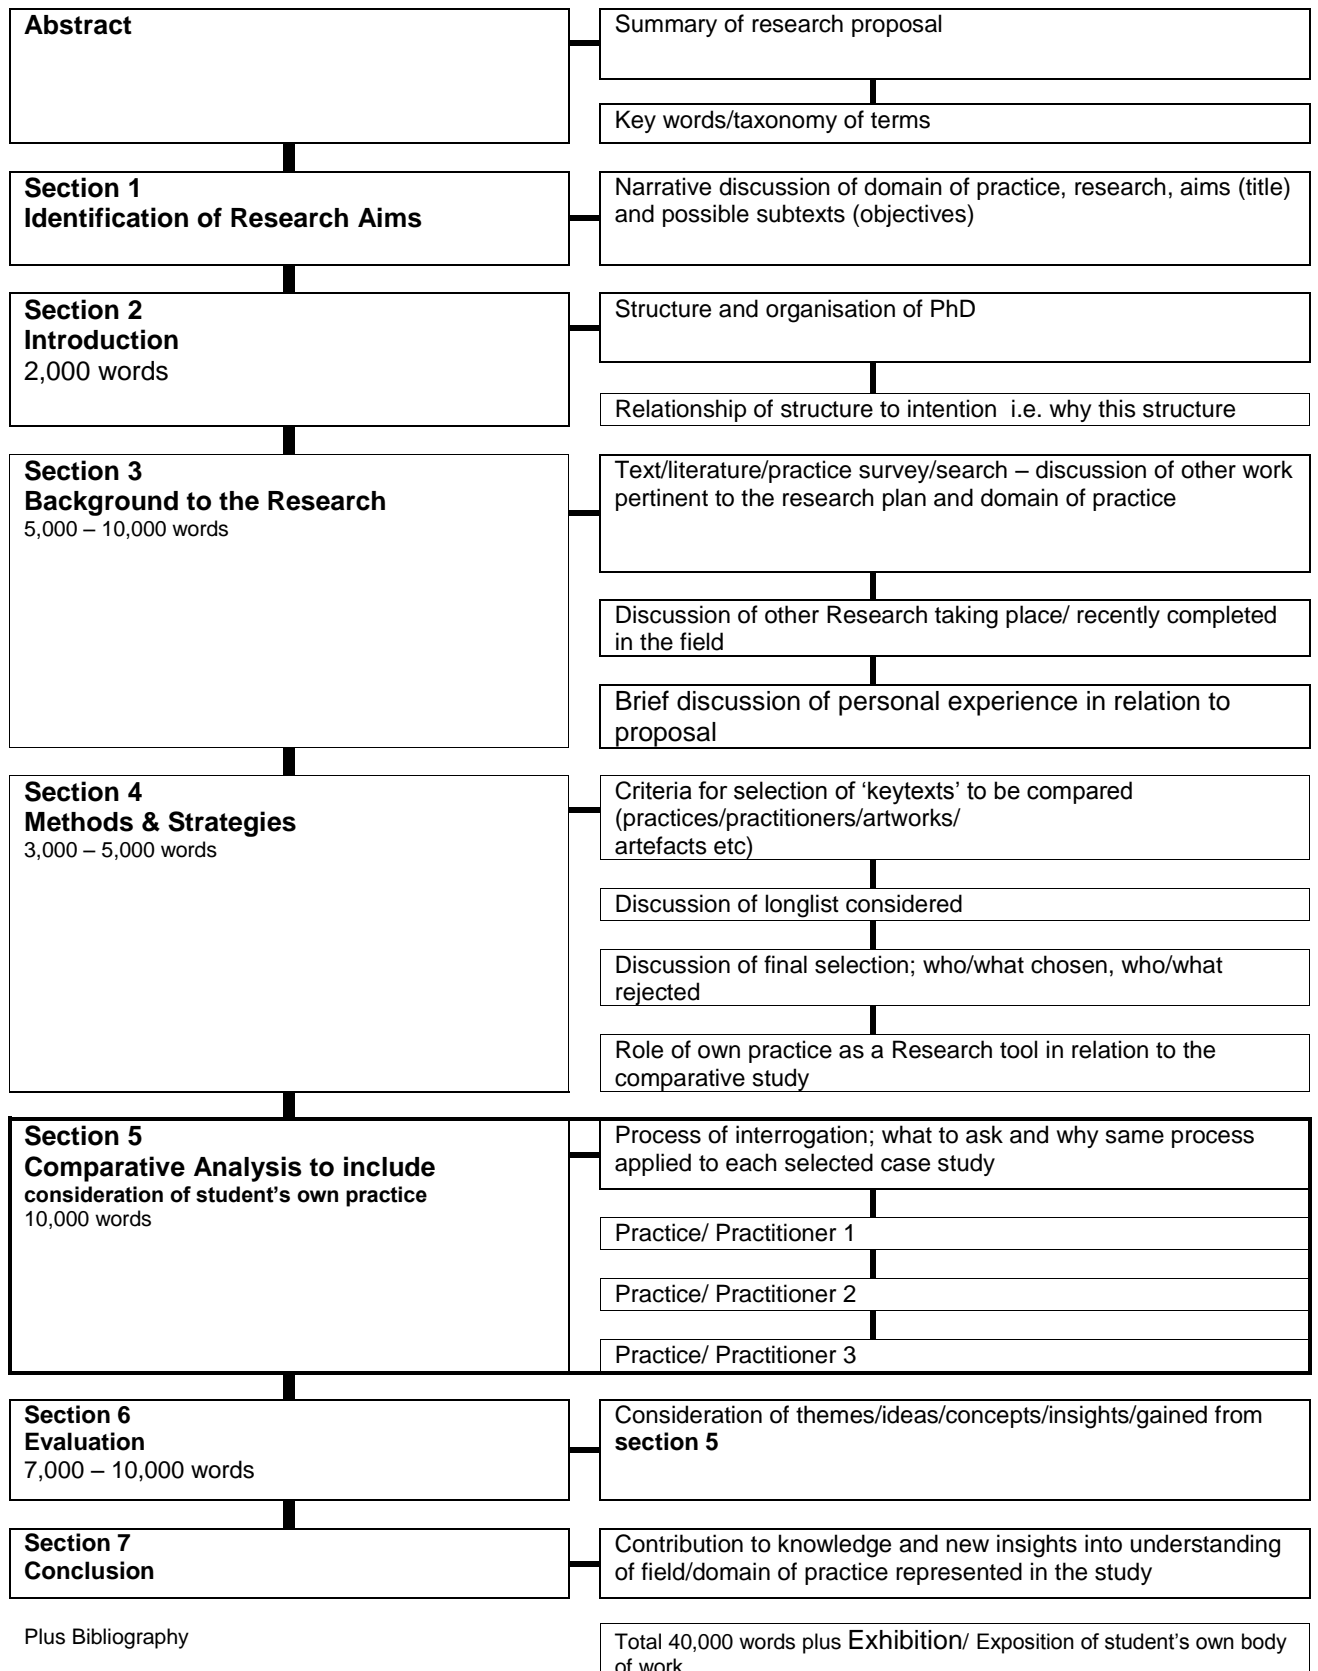 Abstract
Summary of research proposal
Key words/taxonomy of terms
Section 1
Identification of Research Aims
Narrative discussion of domain of practice, research, aims (title)
and possible subtexts (objectives)
Section 2
Introduction
2,000 words
Structure and organisation of PhD
Relationship of structure to intention  i.e. why this structure
Section 3
Background to the Research
5,000 – 10,000 words
Text/literature/practice survey/search – discussion of other work
pertinent to the research plan and domain of practice
Discussion of other Research taking place/ recently completed
in the field
Brief discussion of personal experience in relation to
proposal
Section 4
Methods & Strategies
3,000 – 5,000 words
Criteria for selection of ‘keytexts’ to be compared
(practices/practitioners/artworks/
artefacts etc)
Discussion of longlist considered
Discussion of final selection; who/what chosen, who/what
rejected
Role of own practice as a Research tool in relation to the
comparative study
Section 5
Comparative Analysis to include
consideration of student’s own practice
10,000 words
Process of interrogation; what to ask and why same process
applied to each selected case study
Practice/ Practitioner 1
Practice/ Practitioner 2
Practice/ Practitioner 3
Section 6
Evaluation
7,000 – 10,000 words
Consideration of themes/ideas/concepts/insights/gained from
section 5
Section 7
Conclusion
Contribution to knowledge and new insights into understanding
of field/domain of practice represented in the study
Plus Bibliography
Total 40,000 words plus Exhibition/ Exposition of student’s own body
of work